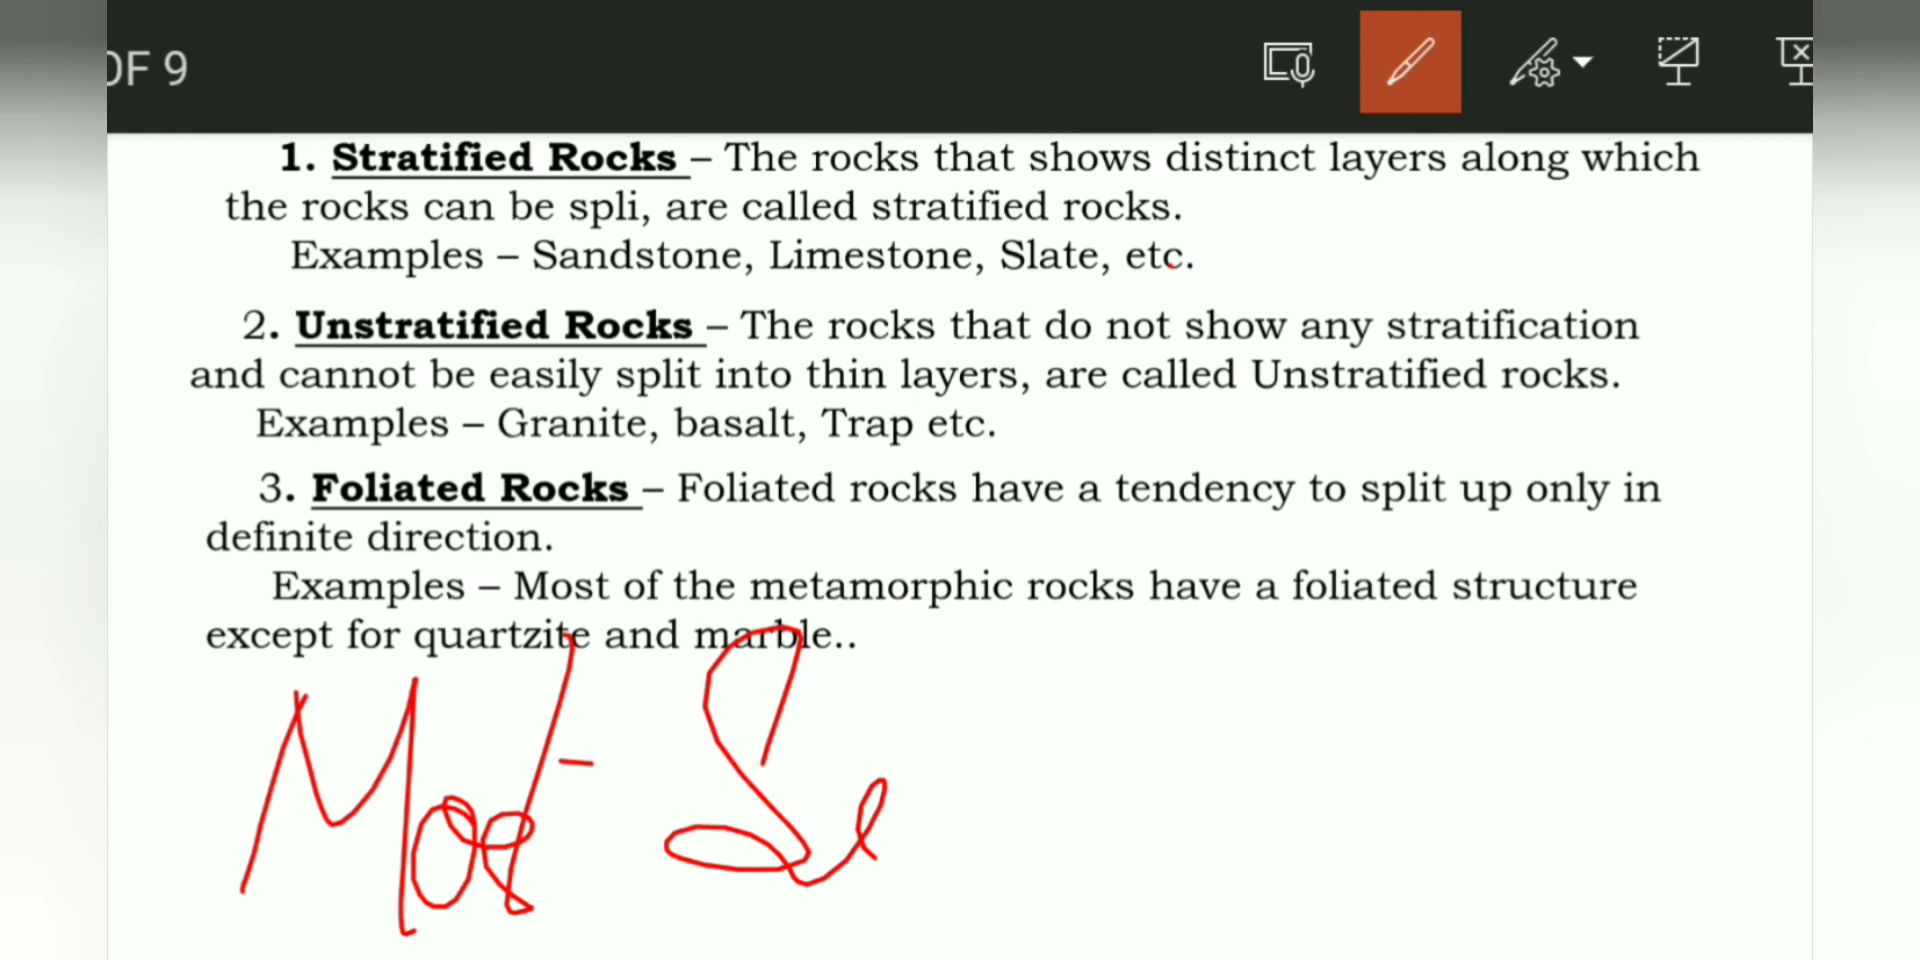 OF 9
1. Stratified Rocks – The rocks that shows distinct layers along which
the rocks can be spli, are called stratified rocks.
Examples – Sandstone, Limestone, Slate, etc.
2. Unstratified Rocks – The rocks that do not show any stratification
and cannot be easily split into thin layers, are called Unstratified rocks.
Examples – Granite, basalt, Trap etc.
3. Foliated Rocks – Foliated rocks have a tendency to split up only in
definite direction.
Examples – Most of the metamorphic rocks have a foliated structure
except for quartzite and marble..